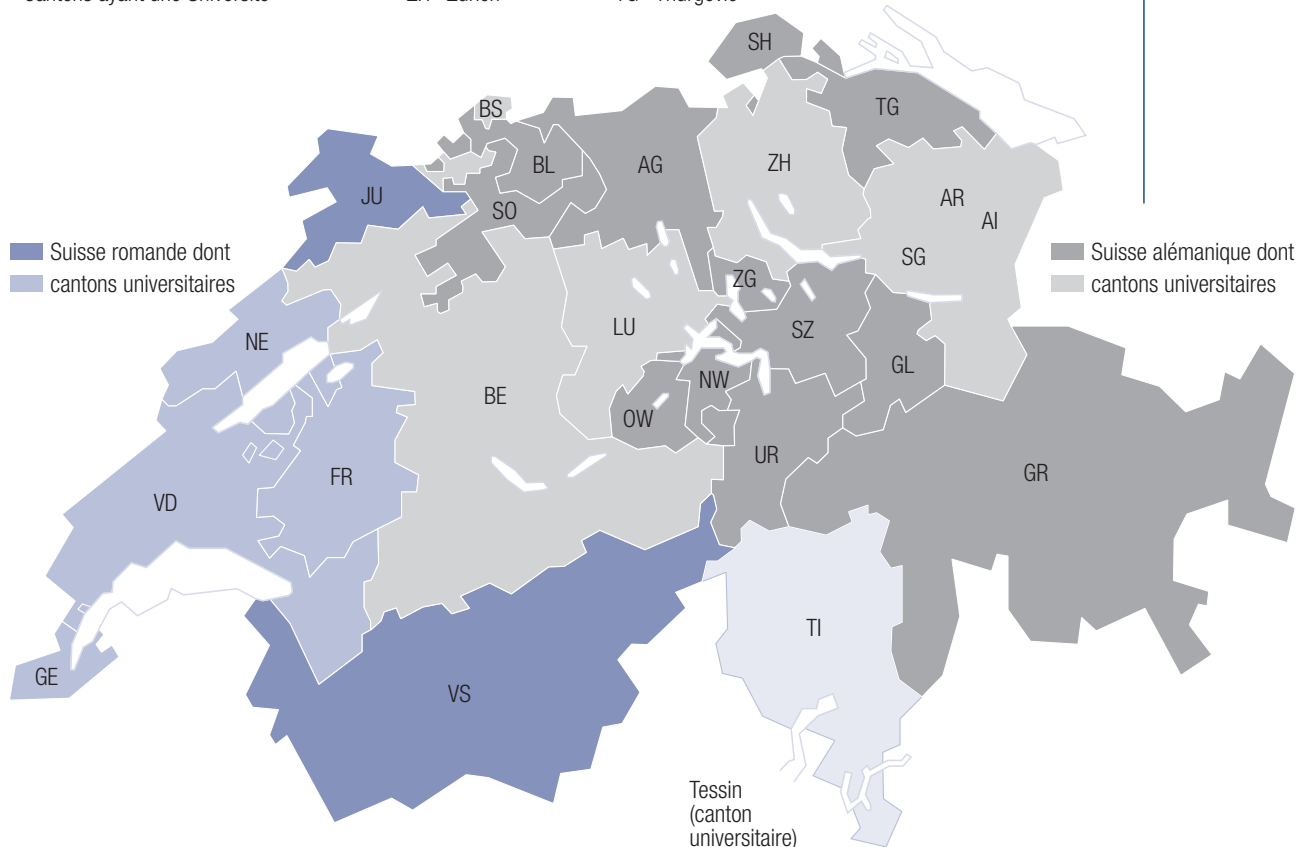 SH
BS
TG
BL
AG
ZH
JU
AR
SO
AI
Suisse romande dont
cantons universitaires
SG
Suisse alémanique dont
cantons universitaires
ZG
LU
SZ
NE
GL
NW
BE
OW
UR
FR
GR
VD
TI
GE
VS
Tessin
(canton
universitaire)